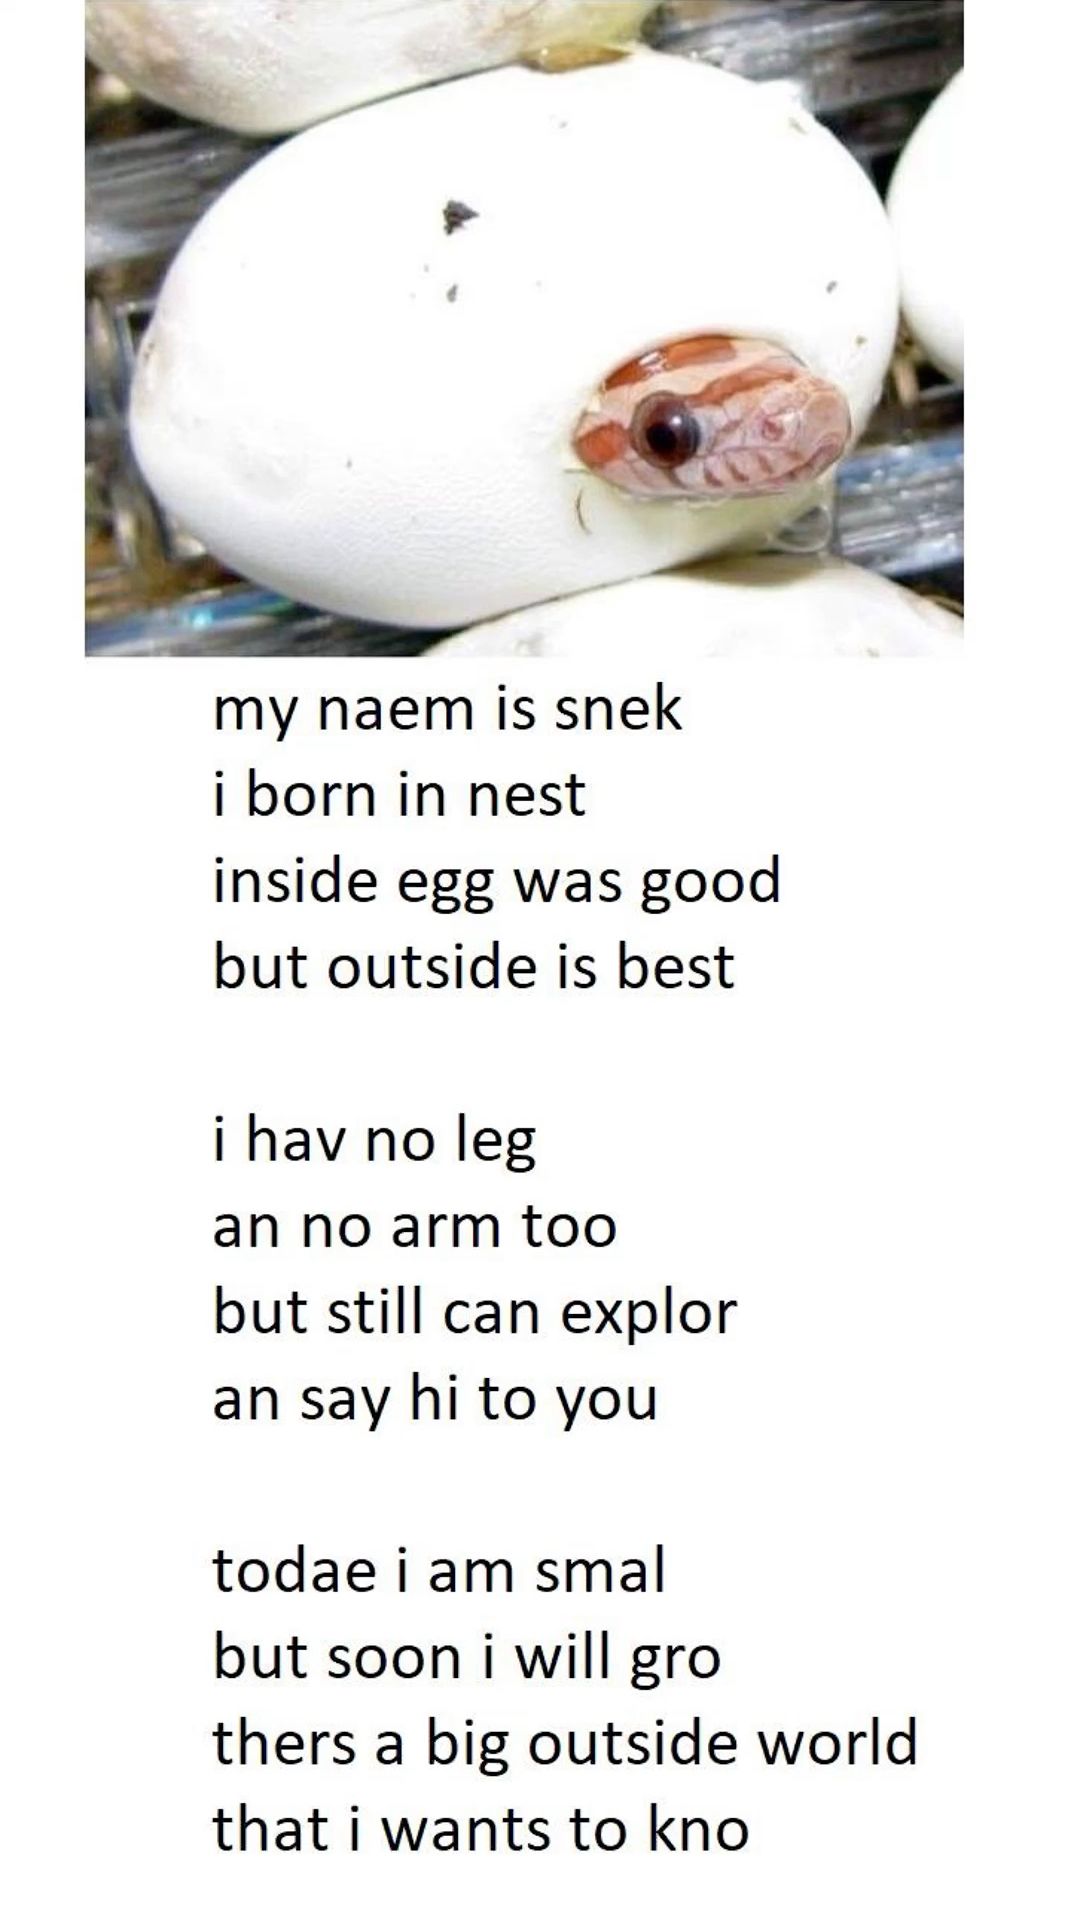 my naem is snek
i born in nest
inside egg was good
but outside is best
i hav no leg
an no arm too
but still can explor
an say hi to you
todae i am smal
but soon i will gro
thers a big outside world
that i wants to kno